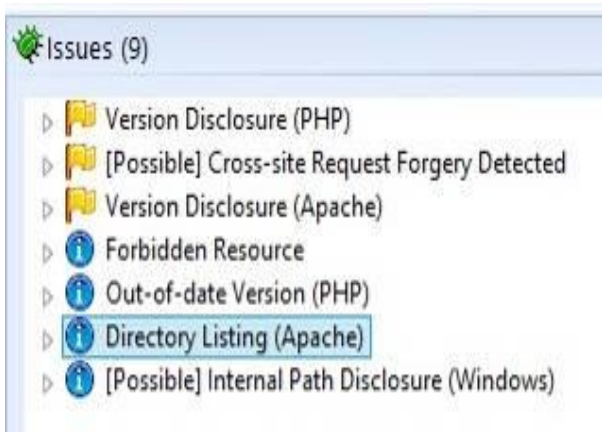 Issues (9)
Version Disclosure (PHP)
[Possible] Cross-site Request Forgery Detected
Version Disclosure (Apache)
Forbidden Resource
Out-of-date Version (PHP)
Directory Listing (Apache)
[Possible] Internal Path Disclosure (Windows)